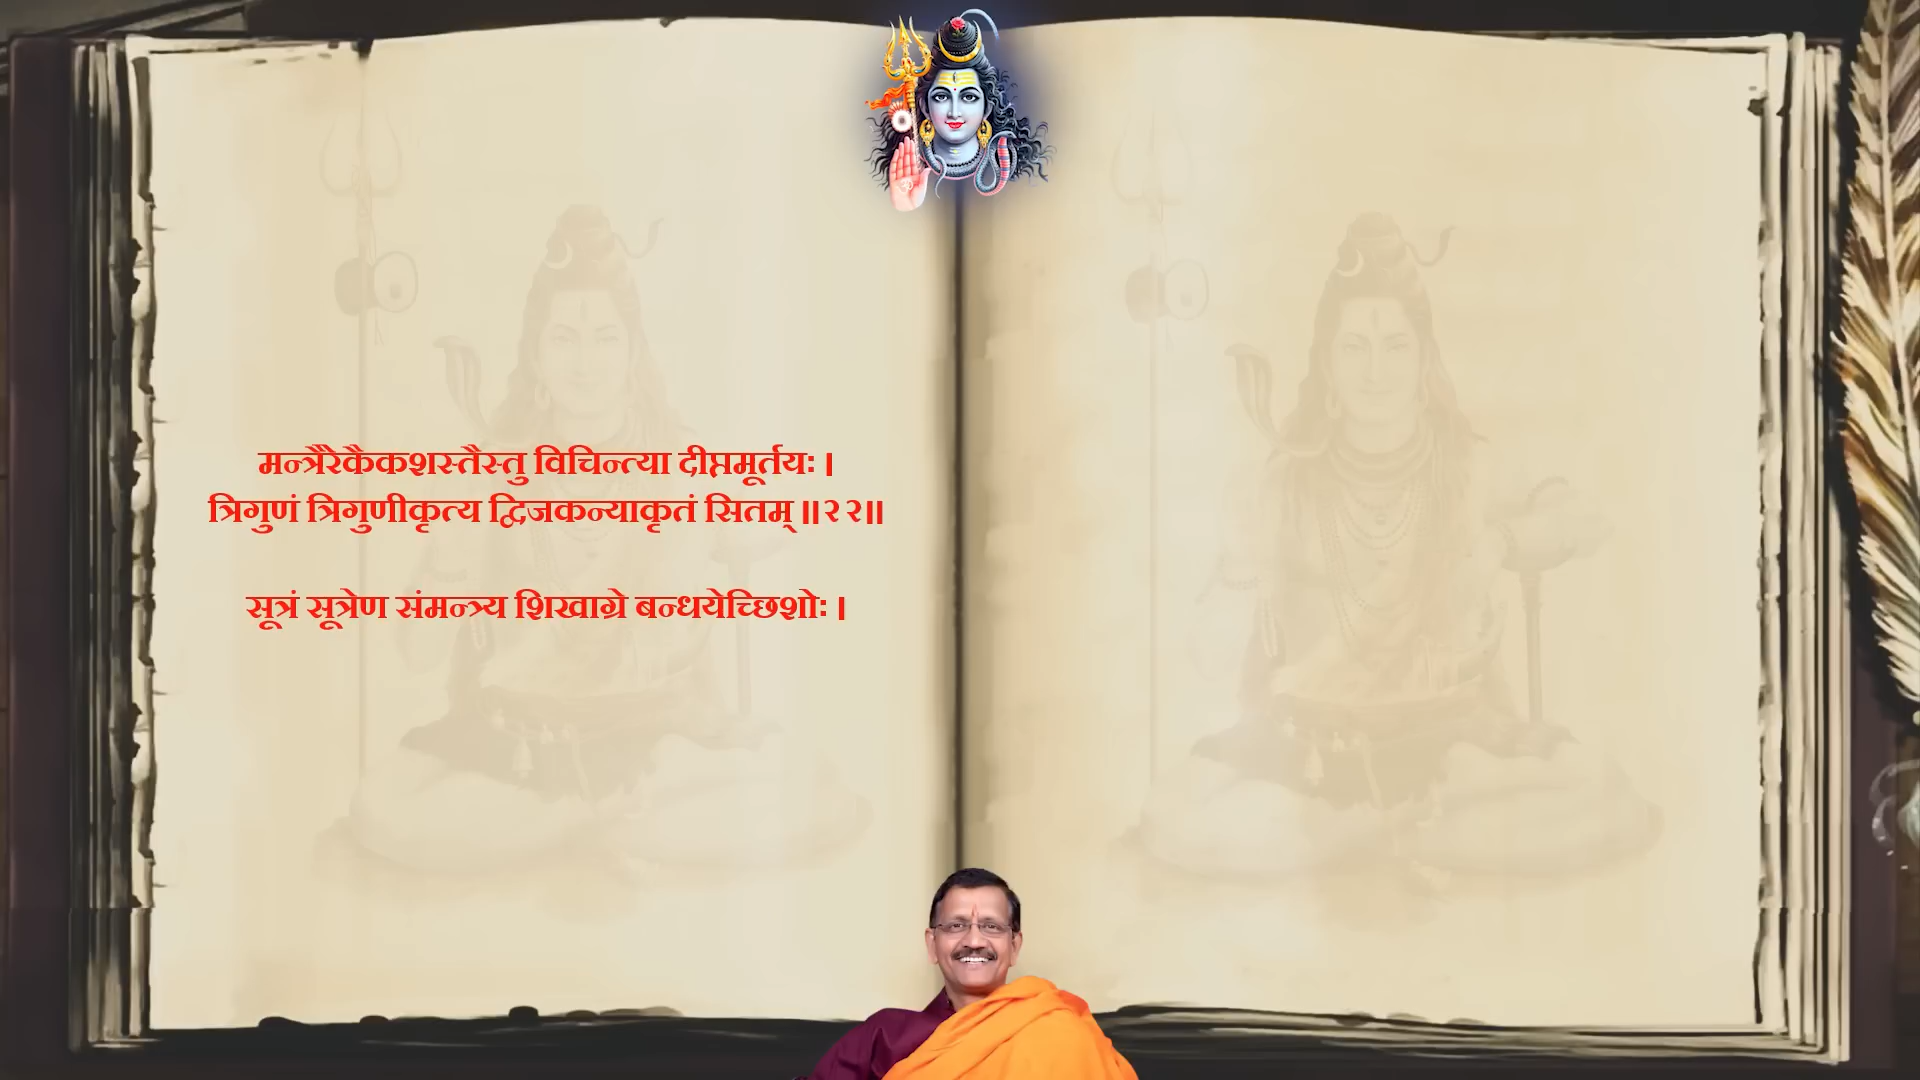 मन्त्रैरेकैकशस्तैस्तु विचिन्त्या दीप्तमूर्तयः ।
त्रिगुणं त्रिगुणीकृत्य द्विजकन्याकृतं सितम् ॥२२॥
सूत्रं सूत्रेण संमन्त्र्य शिखाग्रे बन्धयेच्छिशोः ।